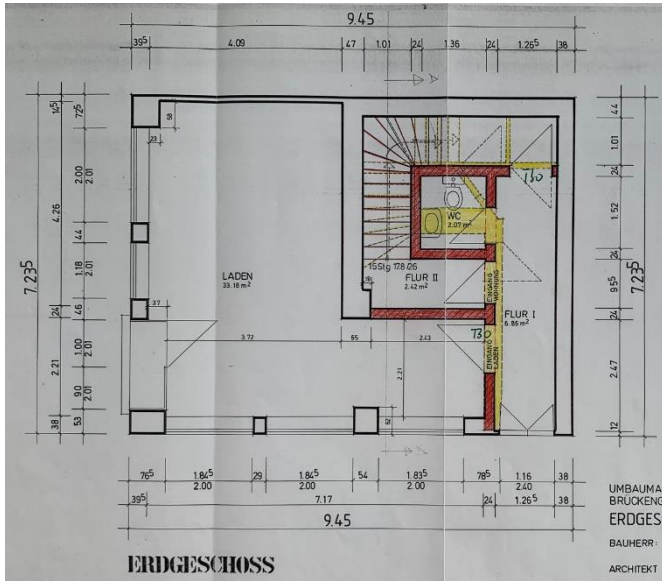 9.45
39⁵ 4.09 47 1.01 24 1.36 24 1.26⁵ 38
7.23⁵
14⁵ 4.26 24 2.21 38
72⁵ 2.00 2.01 44 1.18 2.01 46 1.00 2.01 90 2.01 53
58
23
37
LADEN
33.18 m²
3.72 55 2.43
2.21
62
15 Stg 17.8/26
WC
2.07 m²
FLUR II
2.42 m²
EINGANG
WOHNUNG
FLUR I
6.86 m²
T30
T30
EINGANG
LADEN
44 1.01 24 1.52 24 95⁵ 24 2.47 12
7.23⁵
76⁵ 1.84⁵ 29 1.84⁵ 54 1.83⁵ 78⁵ 1.16 38
2.00 2.00 2.00 2.40
39⁵ 7.17 24 1.26⁵ 38
9.45
ERDGESCHOSS
UMBAUMA
BRÜCKENG
ERDGES
BAUHERR:
ARCHITEKT